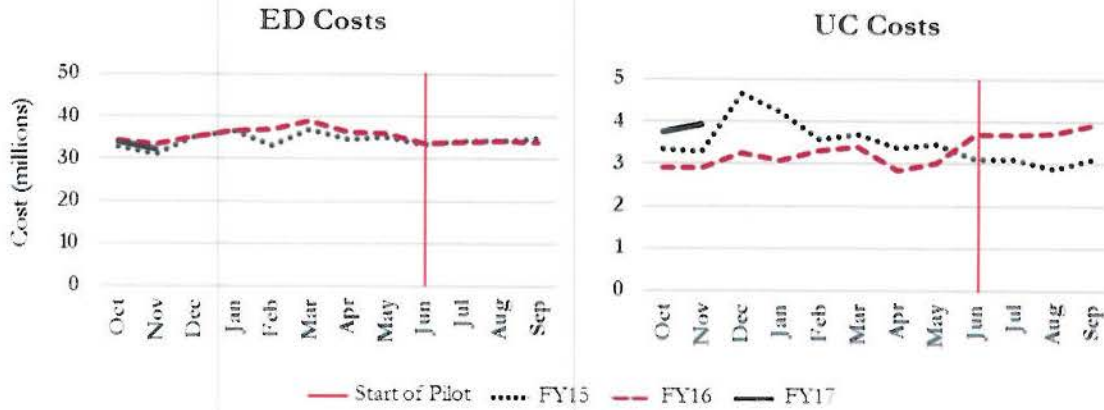 ED Costs
UC Costs
Cost (millions)
50
40
30
20
10
0
Oct
Nov
Dec
Jan
Feb
Mar
Apr
May
Jun
Jul
Aug
Sep
5
4
3
2
1
0
Oct
Nov
Dec
Jan
Feb
Mar
Apr
May
Jun
Jul
Aug
Sep
Start of Pilot FY15 FY16 FY17